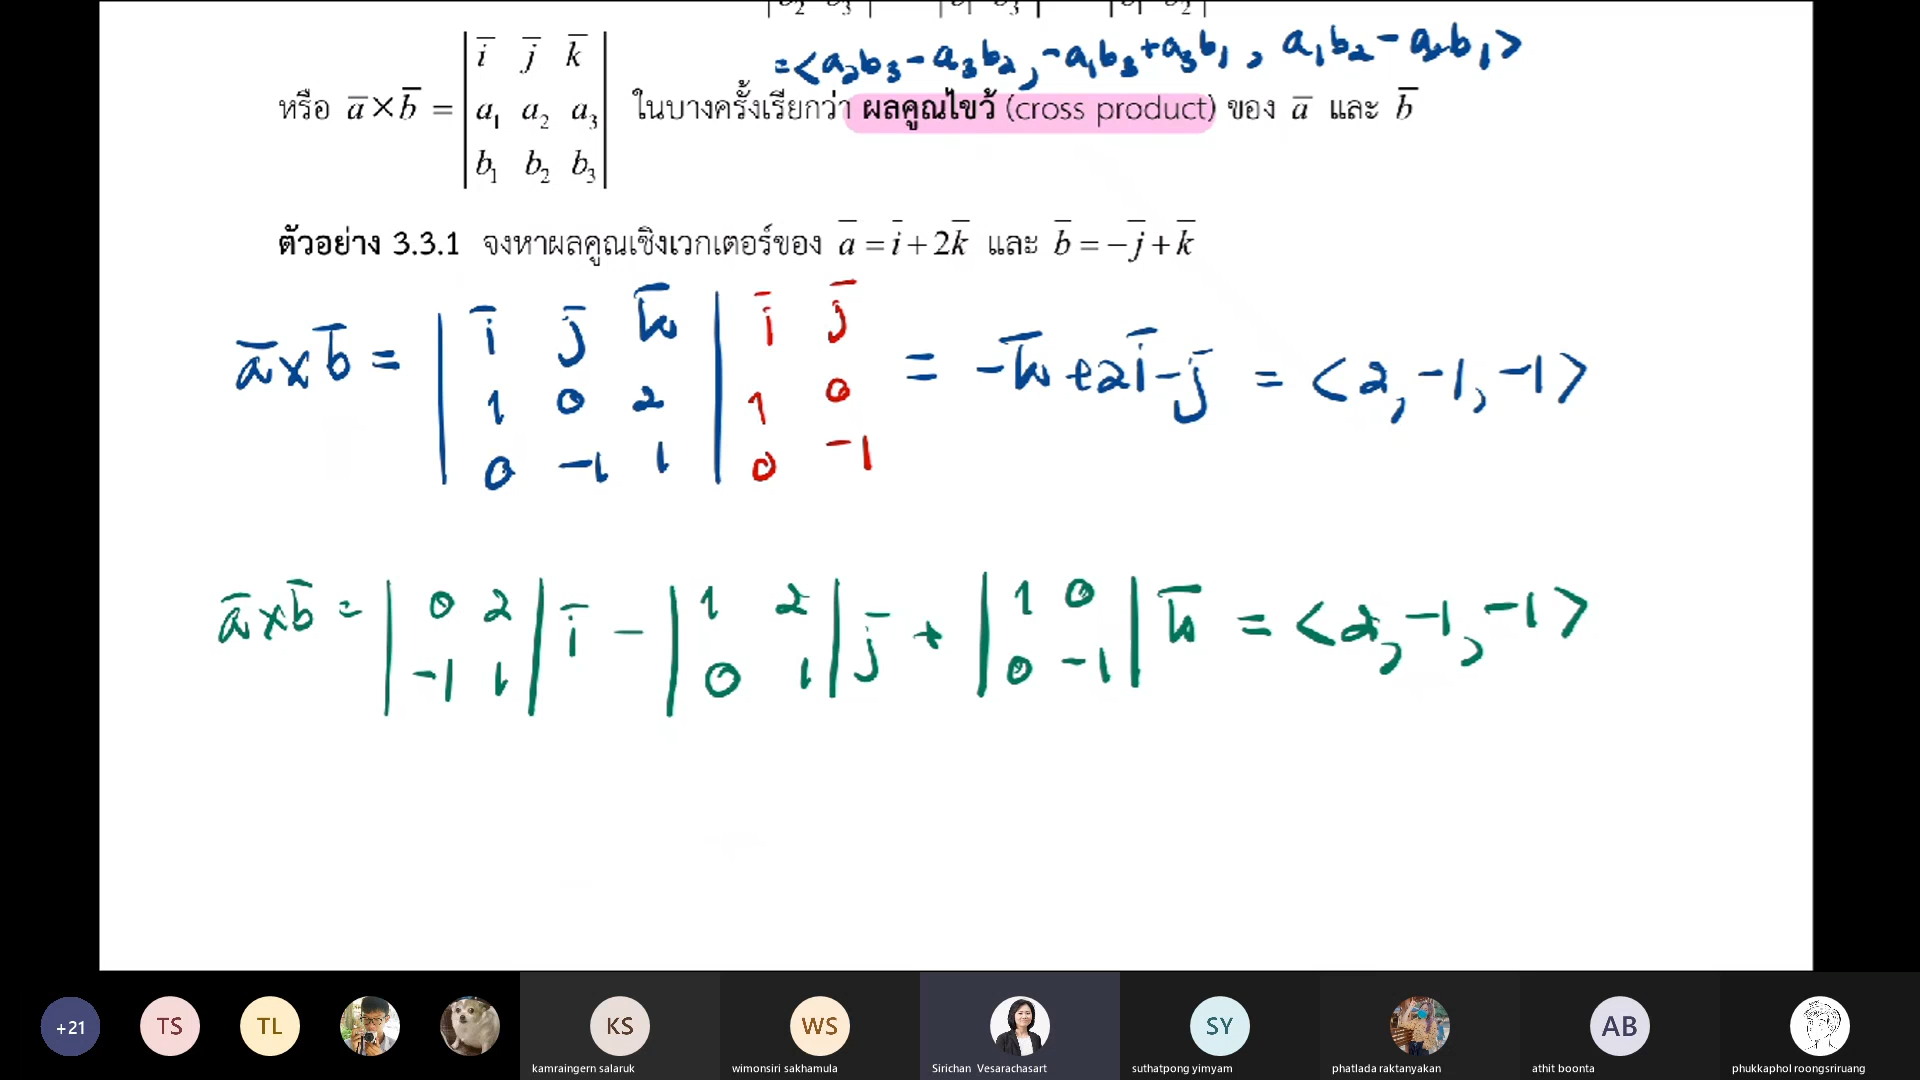 = <a₂b₃ - a₃b₂, -a₁b₃ + a₃b₁, a₁b₂ - a₂b₁>
i̅ j̅ k̅
หรือ a̅ × b̅ = | a₁ a₂ a₃ | ในบางครั้งเรียกว่า ผลคูณไขว้ (cross product) ของ a̅ และ b̅
b₁ b₂ b₃
ตัวอย่าง 3.3.1 จงหาผลคูณเชิงเวกเตอร์ของ a̅ = i̅ + 2k̅ และ b̅ = -j̅ + k̅
i̅ j̅ k̅ | i̅ j̅
a̅ × b̅ = | 1 0 2 | 1 0 = -k̅ + 2i̅ - j̅ = <2, -1, -1>
0 -1 1 | 0 -1
a̅ × b̅ = | 0 2 | i̅ - | 1 2 | j̅ + | 1 0 | k̅ = <2, -1, -1>
| -1 1 | | 0 1 | | 0 -1 |
+21 TS TL KS WS SY AB
kamraingern salaruk wimonsiri sakhamula Sirichan Vesarachasart suthatpong yimyam phatlada raktanyakan athit boonta phukkaphol roongsriruang